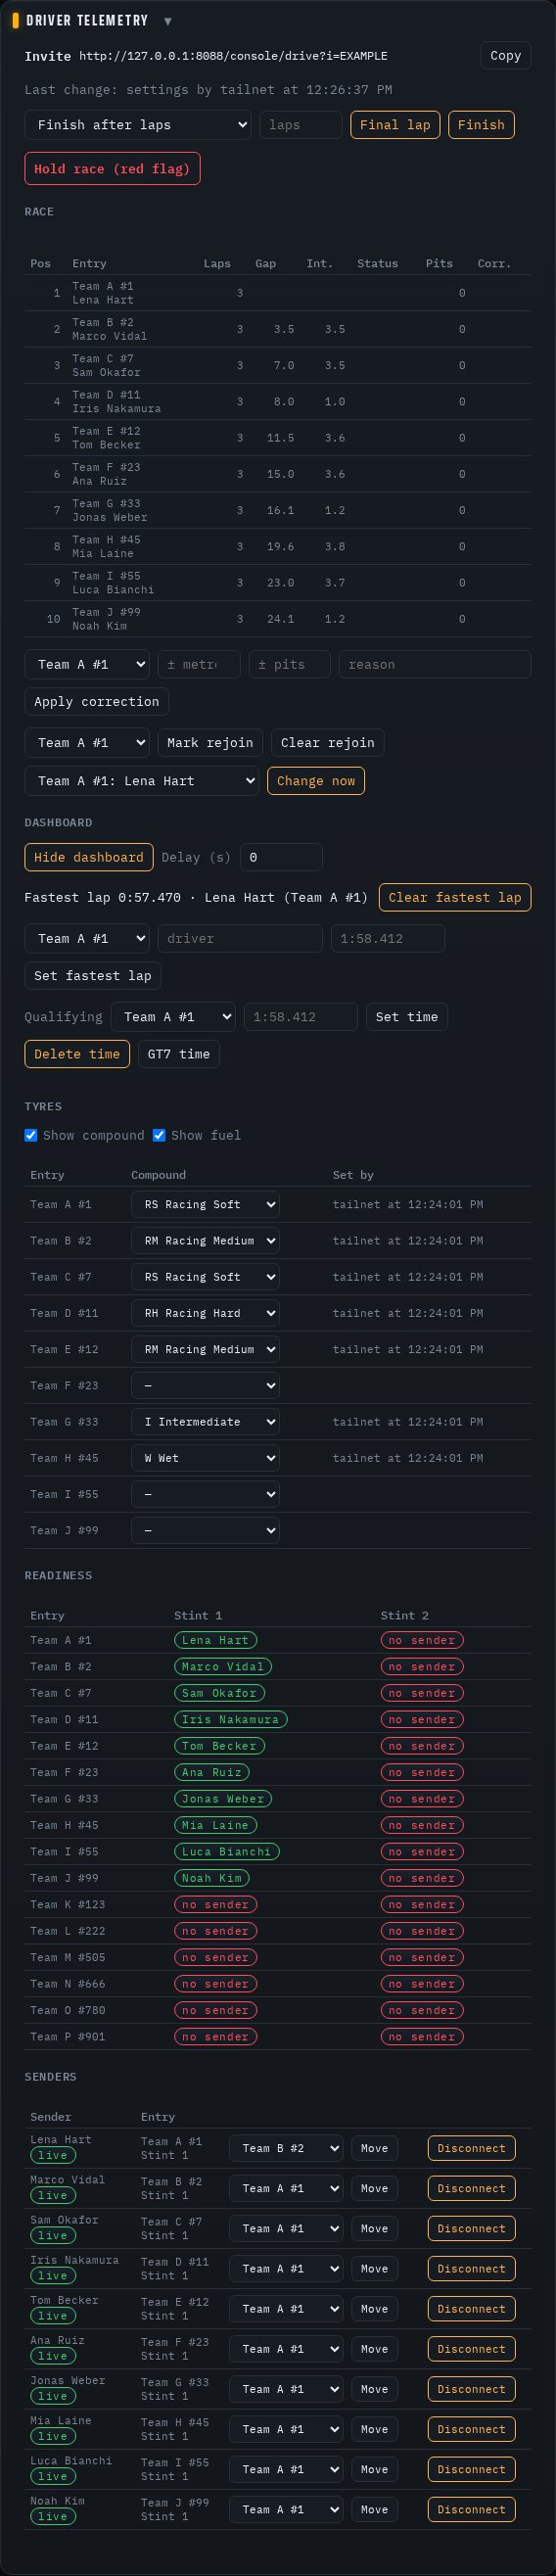 DRIVER TELEMETRY ▼
Invite http://127.0.0.1:8088/console/drive?i=EXAMPLE Copy
Last change: settings by tailnet at 12:26:37 PM
Finish after laps laps Final lap Finish
Hold race (red flag)
RACE
Pos Entry Laps Gap Int. Status Pits Corr.
1 Team A #1 3 0
Lena Hart
2 Team B #2 3 3.5 3.5 0
Marco Vidal
3 Team C #7 3 7.0 3.5 0
Sam Okafor
4 Team D #11 3 8.0 1.0 0
Iris Nakamura
5 Team E #12 3 11.5 3.6 0
Tom Becker
6 Team F #23 3 15.0 3.6 0
Ana Ruiz
7 Team G #33 3 16.1 1.2 0
Jonas Weber
8 Team H #45 3 19.6 3.8 0
Mia Laine
9 Team I #55 3 23.0 3.7 0
Luca Bianchi
10 Team J #99 3 24.1 1.2 0
Noah Kim
Team A #1 ± metr ± pits reason
Apply correction
Team A #1 Mark rejoin Clear rejoin
Team A #1: Lena Hart Change now
DASHBOARD
Hide dashboard Delay (s) 0
Fastest lap 0:57.470 · Lena Hart (Team A #1) Clear fastest lap
Team A #1 driver 1:58.412
Set fastest lap
Qualifying Team A #1 1:58.412 Set time
Delete time GT7 time
TYRES
Show compound Show fuel
Entry Compound Set by
Team A #1 RS Racing Soft tailnet at 12:24:01 PM
Team B #2 RM Racing Medium tailnet at 12:24:01 PM
Team C #7 RS Racing Soft tailnet at 12:24:01 PM
Team D #11 RH Racing Hard tailnet at 12:24:01 PM
Team E #12 RM Racing Medium tailnet at 12:24:01 PM
Team F #23 —
Team G #33 I Intermediate tailnet at 12:24:01 PM
Team H #45 W Wet tailnet at 12:24:01 PM
Team I #55 —
Team J #99 —
READINESS
Entry Stint 1 Stint 2
Team A #1 Lena Hart no sender
Team B #2 Marco Vidal no sender
Team C #7 Sam Okafor no sender
Team D #11 Iris Nakamura no sender
Team E #12 Tom Becker no sender
Team F #23 Ana Ruiz no sender
Team G #33 Jonas Weber no sender
Team H #45 Mia Laine no sender
Team I #55 Luca Bianchi no sender
Team J #99 Noah Kim no sender
Team K #123 no sender no sender
Team L #222 no sender no sender
Team M #505 no sender no sender
Team N #666 no sender no sender
Team O #780 no sender no sender
Team P #901 no sender no sender
SENDERS
Sender Entry
Lena Hart Team A #1 Team B #2 Move Disconnect
live Stint 1
Marco Vidal Team B #2 Team A #1 Move Disconnect
live Stint 1
Sam Okafor Team C #7 Team A #1 Move Disconnect
live Stint 1
Iris Nakamura Team D #11 Team A #1 Move Disconnect
live Stint 1
Tom Becker Team E #12 Team A #1 Move Disconnect
live Stint 1
Ana Ruiz Team F #23 Team A #1 Move Disconnect
live Stint 1
Jonas Weber Team G #33 Team A #1 Move Disconnect
live Stint 1
Mia Laine Team H #45 Team A #1 Move Disconnect
live Stint 1
Luca Bianchi Team I #55 Team A #1 Move Disconnect
live Stint 1
Noah Kim Team J #99 Team A #1 Move Disconnect
live Stint 1